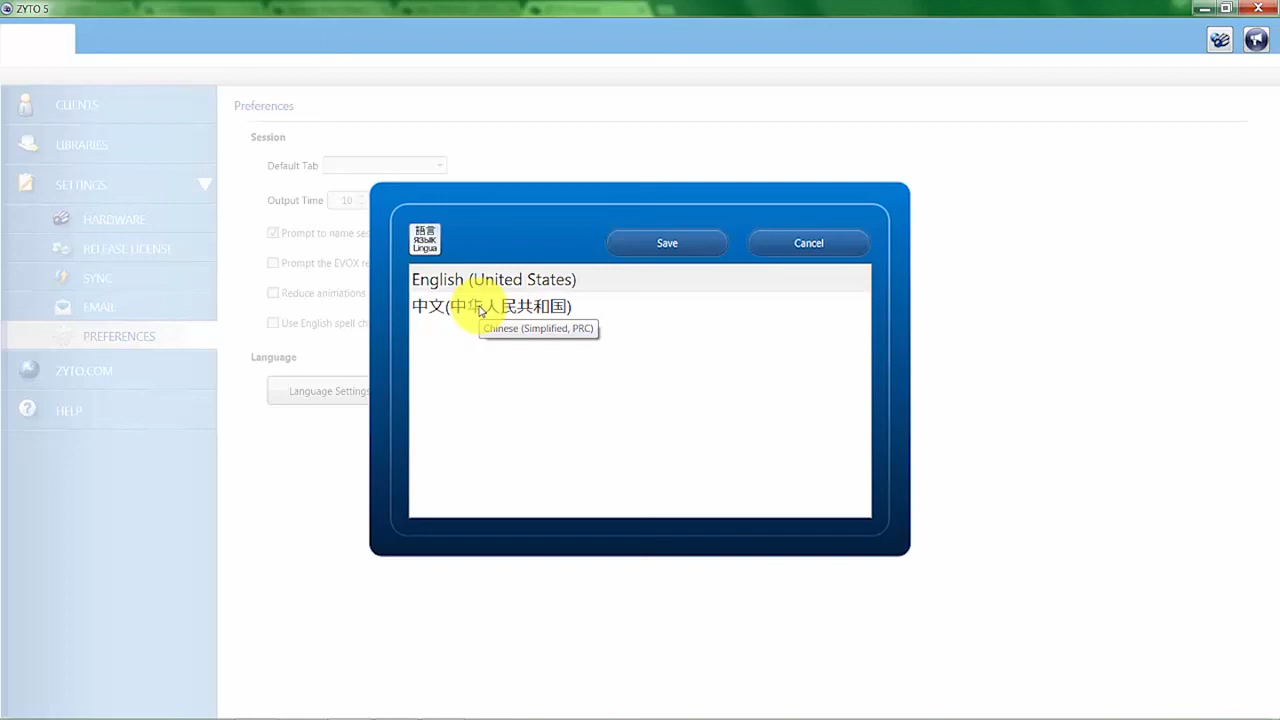 ZYTO 5
CLIENTS
LIBRARIES
SETTINGS
HARDWARE
RELEASE LICENSE
SYNC
EMAIL
PREFERENCES
ZYTO.COM
HELP
Preferences
Session
Default Tab
Output Time 10
Prompt to name se
Prompt the EVOX re
Reduce animations
Use English spell ch
Language
Language Settings
語言
ЯЗЫК
Lingua
Save
Cancel
English (United States)
中文(中华人民共和国)
Chinese (Simplified, PRC)